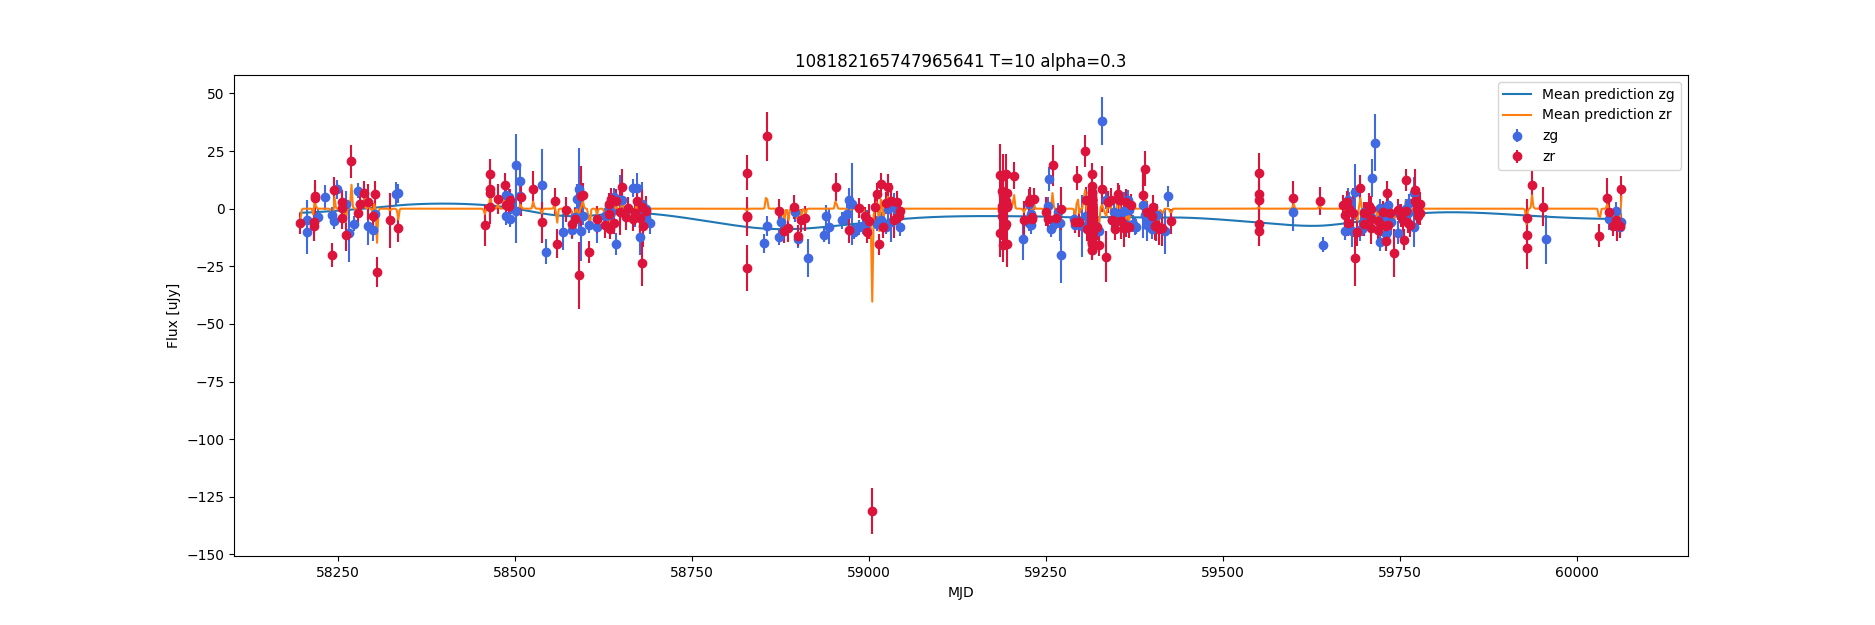 108182165747965641 T=10 alpha=0.3
50
25
0
−25
−50
−75
−100
−125
−150
Flux [uJy]
58250
58500
58750
59000
59250
59500
59750
60000
MJD
Mean prediction zg
Mean prediction zr
zg
zr